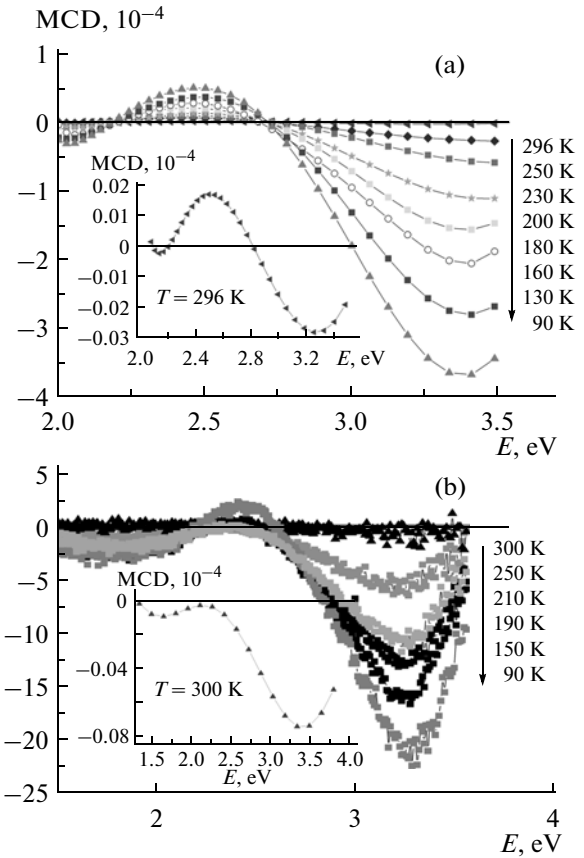 MCD, 10⁻⁴
(a)
1
0
−1
−2
−3
−4
296 K
250 K
230 K
200 K
180 K
160 K
130 K
90 K
MCD, 10⁻⁴
0.02
0.01
0
−0.01
−0.02
−0.03
T = 296 K
2.0 2.4 2.8 3.2 E, eV
2.0 2.5 3.0 3.5
E, eV
(b)
5
0
−5
−10
−15
−20
−25
300 K
250 K
210 K
190 K
150 K
90 K
MCD, 10⁻⁴
0
−0.04
−0.08
T = 300 K
1.5 2.0 2.5 3.0 3.5 4.0
E, eV
2 3 4
E, eV